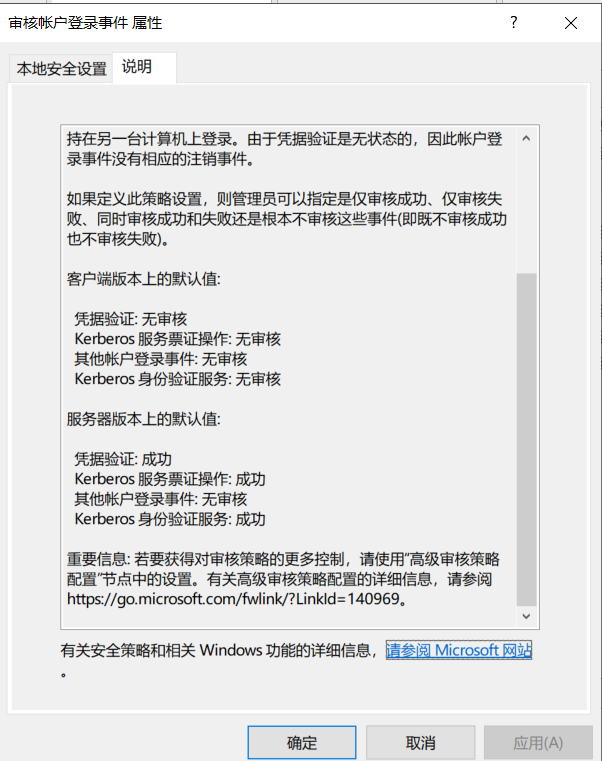 审核帐户登录事件 属性
?
本地安全设置
说明
持在另一台计算机上登录。由于凭据验证是无状态的，因此帐户登
录事件没有相应的注销事件。
如果定义此策略设置，则管理员可以指定是仅审核成功、仅审核失
败、同时审核成功和失败还是根本不审核这些事件(即既不审核成功
也不审核失败)。
客户端版本上的默认值:
凭据验证: 无审核
Kerberos 服务票证操作: 无审核
其他帐户登录事件: 无审核
Kerberos 身份验证服务: 无审核
服务器版本上的默认值:
凭据验证: 成功
Kerberos 服务票证操作: 成功
其他帐户登录事件: 无审核
Kerberos 身份验证服务: 成功
重要信息: 若要获得对审核策略的更多控制，请使用“高级审核策略
配置”节点中的设置。有关高级审核策略配置的详细信息，请参阅
https://go.microsoft.com/fwlink/?LinkId=140969。
有关安全策略和相关 Windows 功能的详细信息，请参阅 Microsoft 网站
。
确定
取消
应用(A)